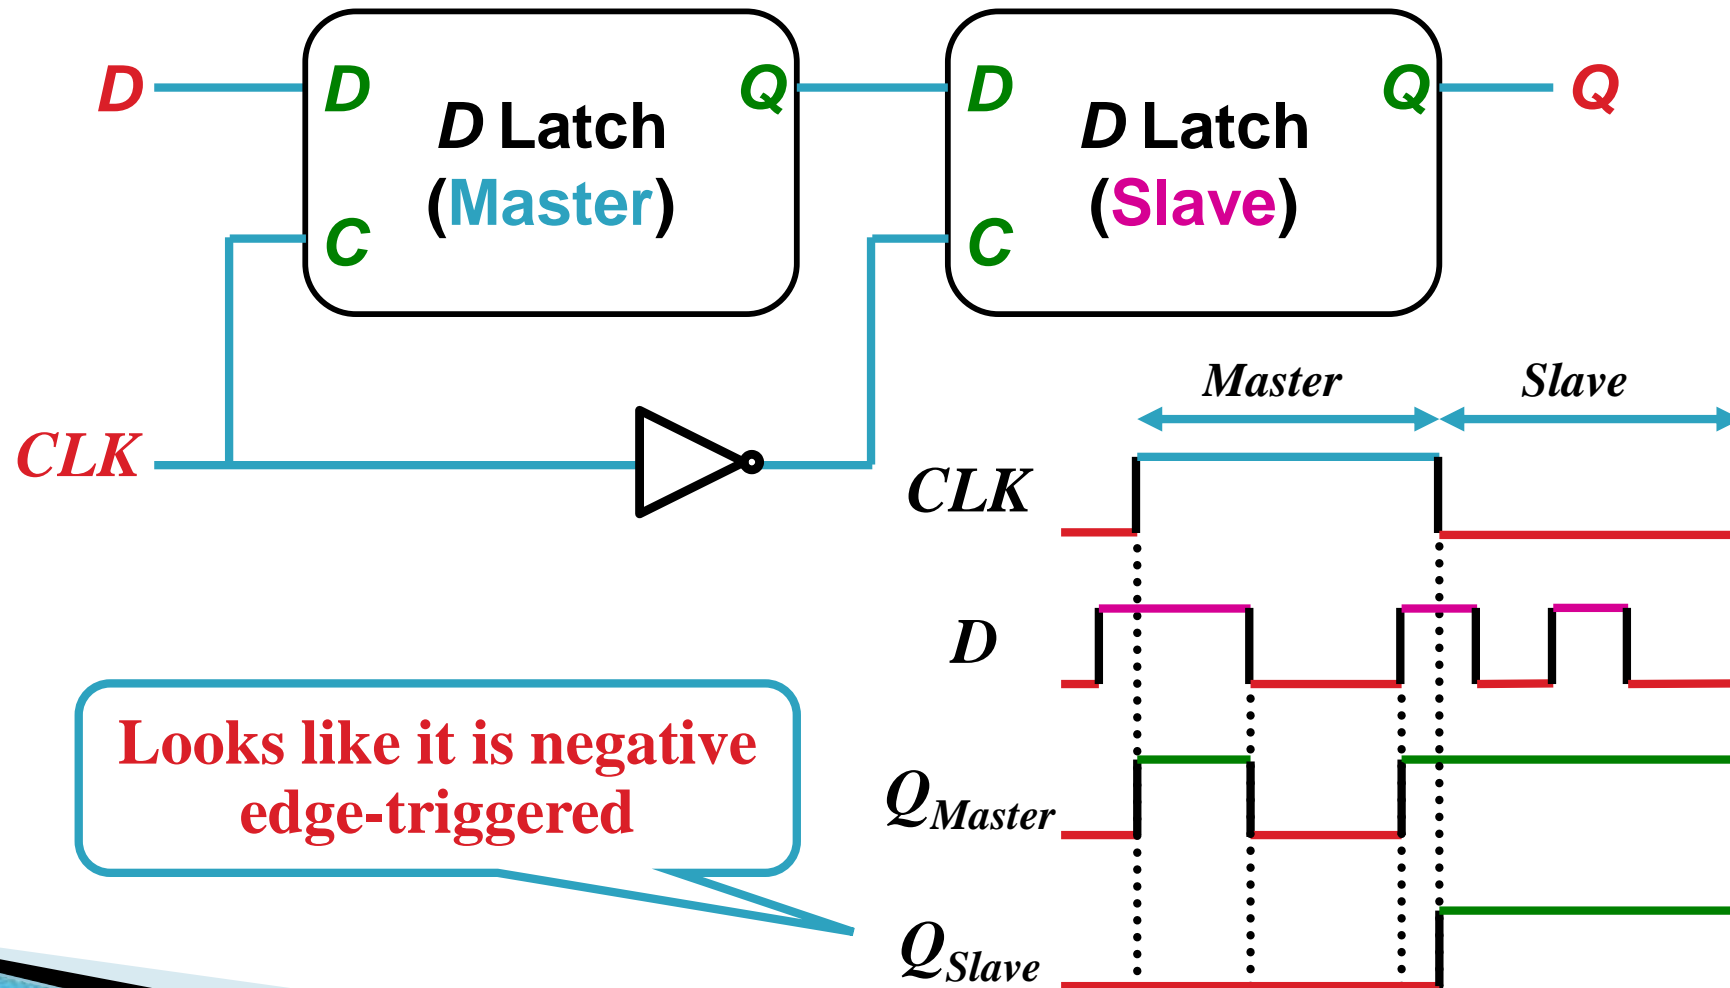 D
D
Q
D Latch
(Master)
C
D
Q
D Latch
(Slave)
C
Q
CLK
Master
Slave
CLK
D
Looks like it is negative
edge-triggered
QMaster
QSlave